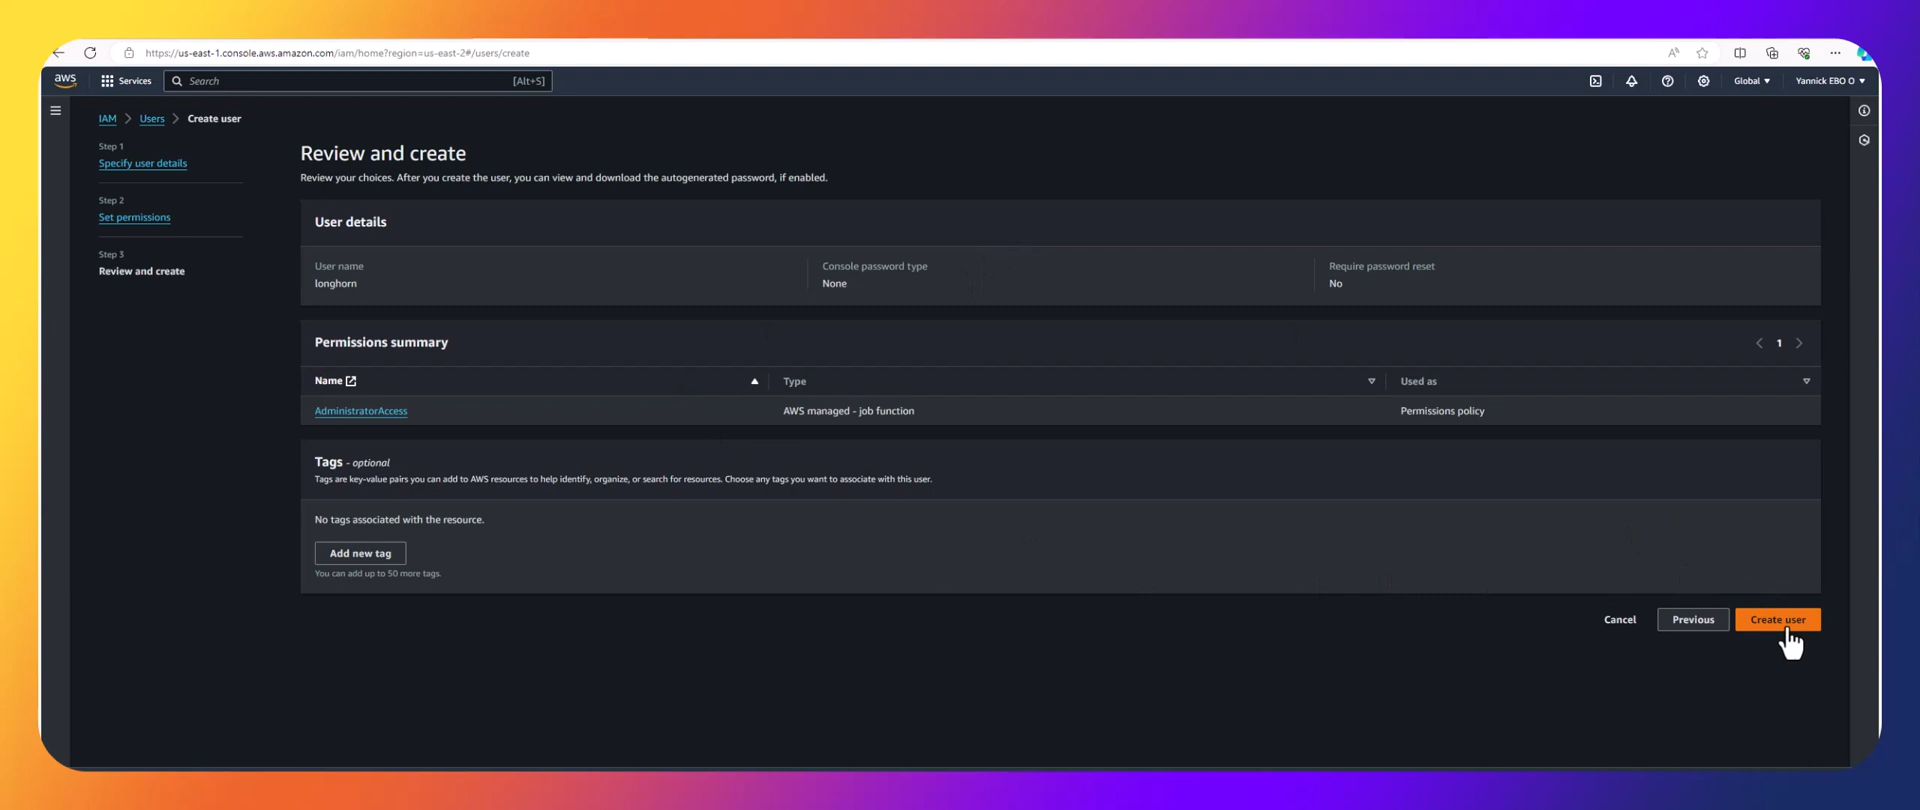 https://us-east-1.console.aws.amazon.com/iam/home?region=us-east-2#/users/create
aws Services Search [Alt+S] Global Yannick EBO O
IAM Users Create user
Step 1
Specify user details
Step 2
Set permissions
Step 3
Review and create
Review and create
Review your choices. After you create the user, you can view and download the autogenerated password, if enabled.
User details
User name Console password type Require password reset
longhorn None No
Permissions summary 1
Name Type Used as
AdministratorAccess AWS managed - job function Permissions policy
Tags - optional
Tags are key-value pairs you can add to AWS resources to help identify, organize, or search for resources. Choose any tags you want to associate with this user.
No tags associated with the resource.
Add new tag
You can add up to 50 more tags.
Cancel Previous Create user